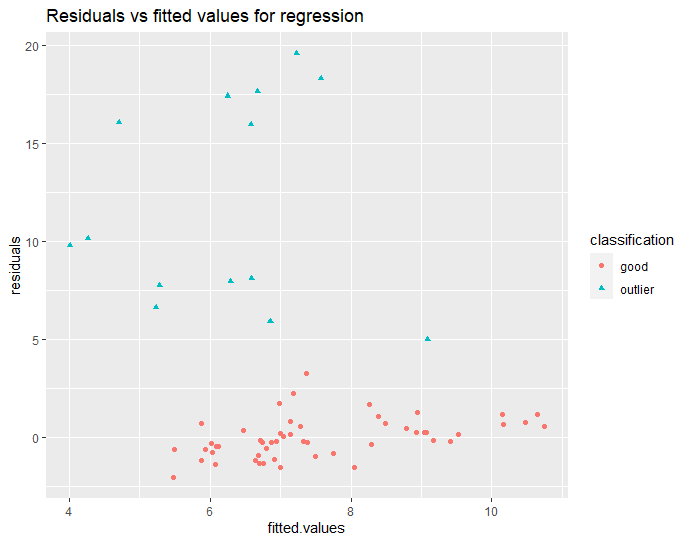 Residuals vs fitted values for regression
20
15
10
5
0
residuals
4
6
8
10
fitted.values
classification
good
outlier